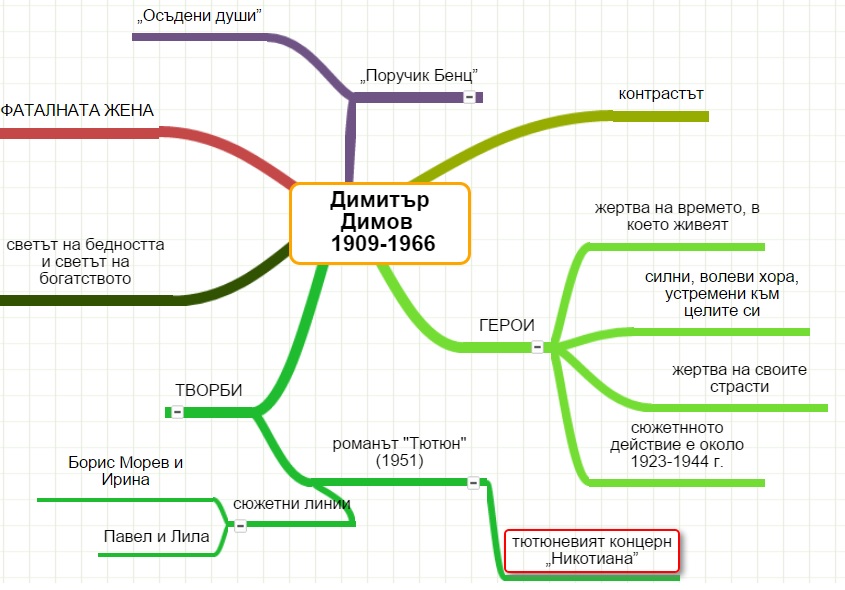 „Осъдени души”
„Поручик Бенц”
ФАТАЛНАТА ЖЕНА
контрастът
Димитър
Димов
1909-1966
светът на бедността
и светът на
богатството
жертва на времето, в
което живеят
силни, волеви хора,
устремени към
целите си
ГЕРОИ
жертва на своите
страсти
сюжетнното
действие е около
1923-1944 г.
ТВОРБИ
романът "Тютюн"
(1951)
Борис Морев и
Ирина
сюжетни линии
Павел и Лила
тютюневият концерн
„Никотиана”